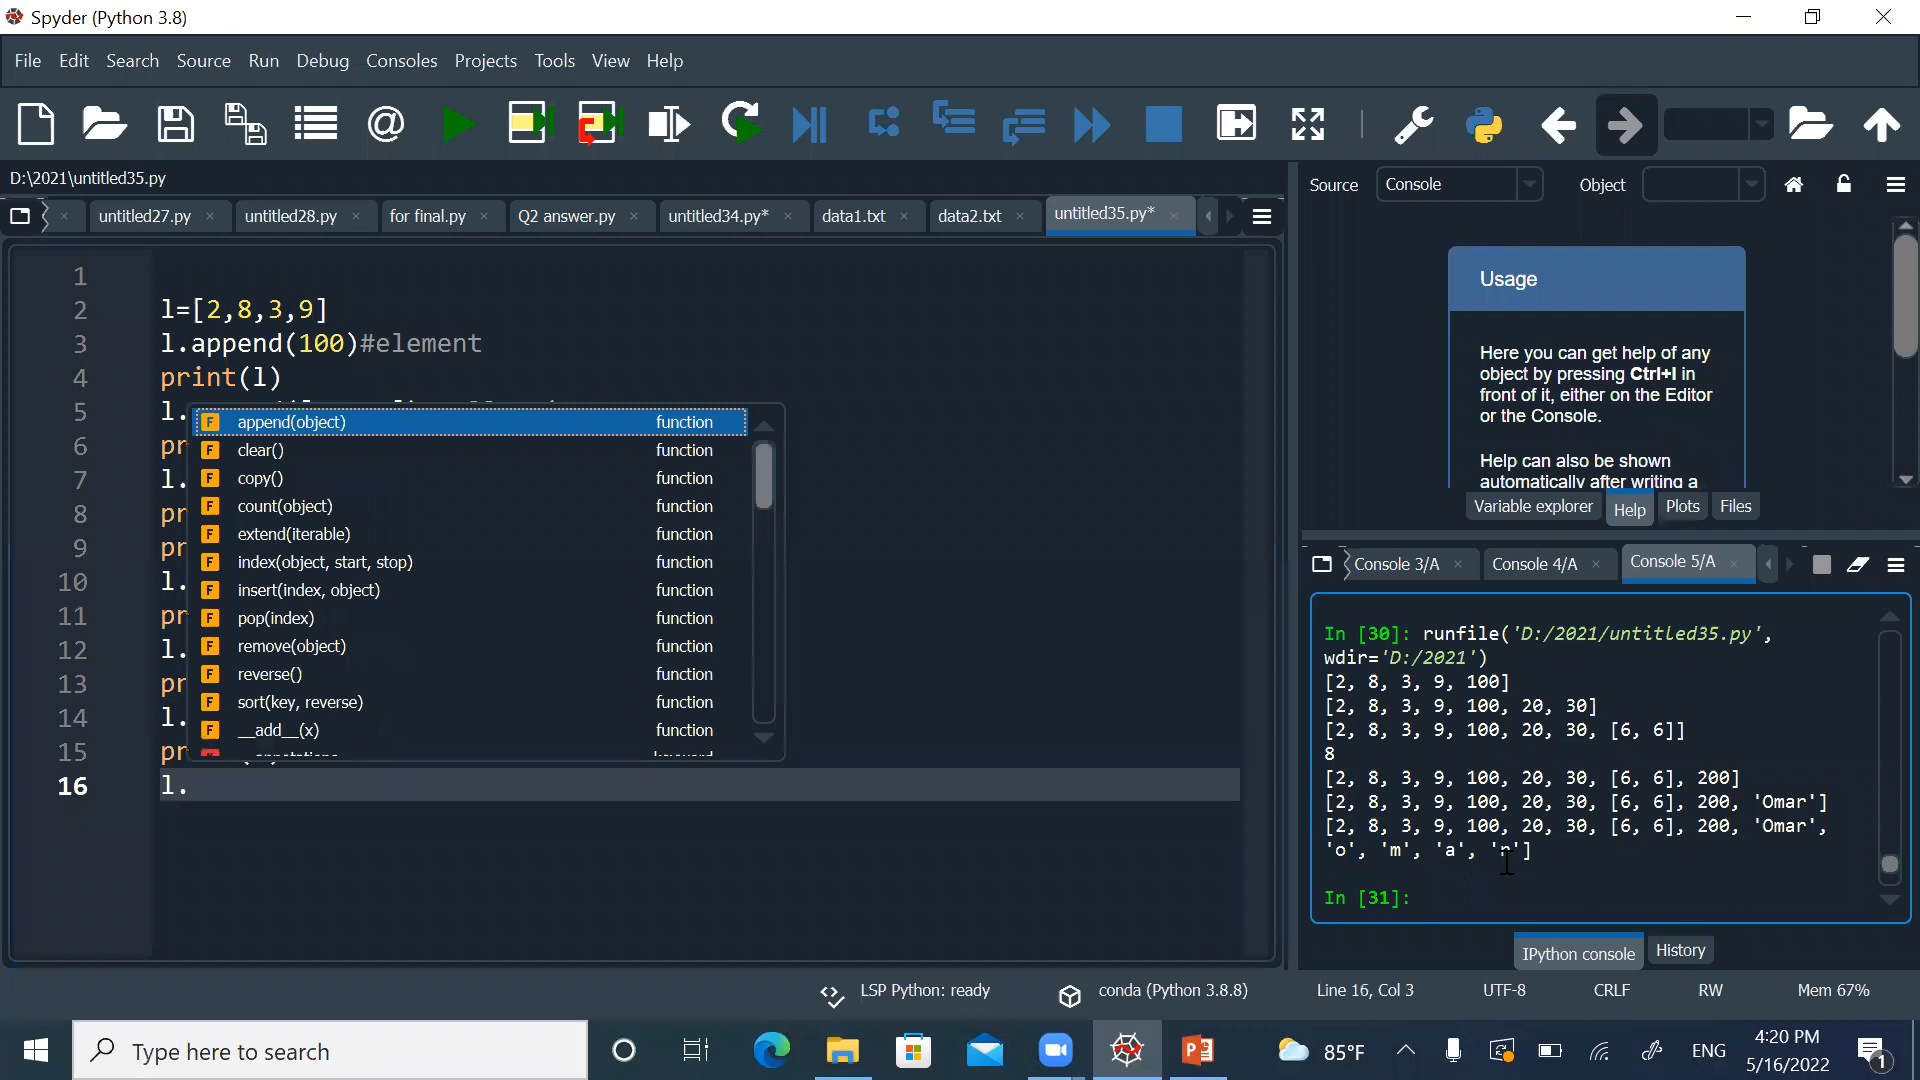 Spyder (Python 3.8)
File Edit Search Source Run Debug Consoles Projects Tools View Help
D:\2021\untitled35.py
untitled27.py untitled28.py for final.py Q2 answer.py untitled34.py* data1.txt data2.txt untitled35.py*
1
2 l=[2,8,3,9]
3 l.append(100)#element
4 print(l)
5 l.
6 pr
7 l.
8 pr
9 pr
10 l.
11 pr
12 l.
13 pr
14 l.
15 pr
16 l.
append(object) function
clear() function
copy() function
count(object) function
extend(iterable) function
index(object, start, stop) function
insert(index, object) function
pop(index) function
remove(object) function
reverse() function
sort(key, reverse) function
__add__(x) function
Source Console Object
Usage
Here you can get help of any
object by pressing Ctrl+I in
front of it, either on the Editor
or the Console.
Help can also be shown
automatically after writing a
Variable explorer Help Plots Files
Console 3/A Console 4/A Console 5/A
In [30]: runfile('D:/2021/untitled35.py',
wdir='D:/2021')
[2, 8, 3, 9, 100]
[2, 8, 3, 9, 100, 20, 30]
[2, 8, 3, 9, 100, 20, 30, [6, 6]]
8
[2, 8, 3, 9, 100, 20, 30, [6, 6], 200]
[2, 8, 3, 9, 100, 20, 30, [6, 6], 200, 'Omar']
[2, 8, 3, 9, 100, 20, 30, [6, 6], 200, 'Omar',
'o', 'm', 'a', 'r']
In [31]:
IPython console History
LSP Python: ready conda (Python 3.8.8) Line 16, Col 3 UTF-8 CRLF RW Mem 67%
Type here to search
85°F ENG
4:20 PM
5/16/2022
1